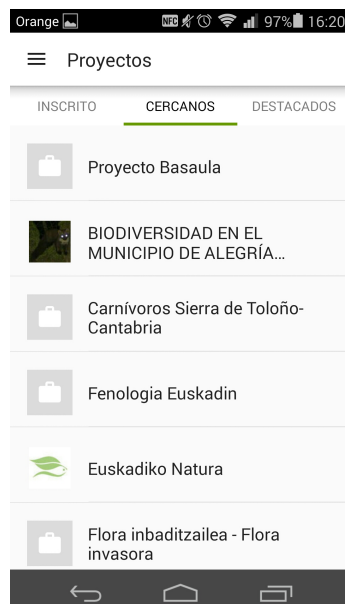 Orange NFC 97% 16:20
Proyectos
INSCRITO CERCANOS DESTACADOS
Proyecto Basaula
BIODIVERSIDAD EN EL
MUNICIPIO DE ALEGRÍA...
Carnívoros Sierra de Toloño-
Cantabria
Fenologia Euskadin
Euskadiko Natura
Flora inbaditzailea - Flora
invasora